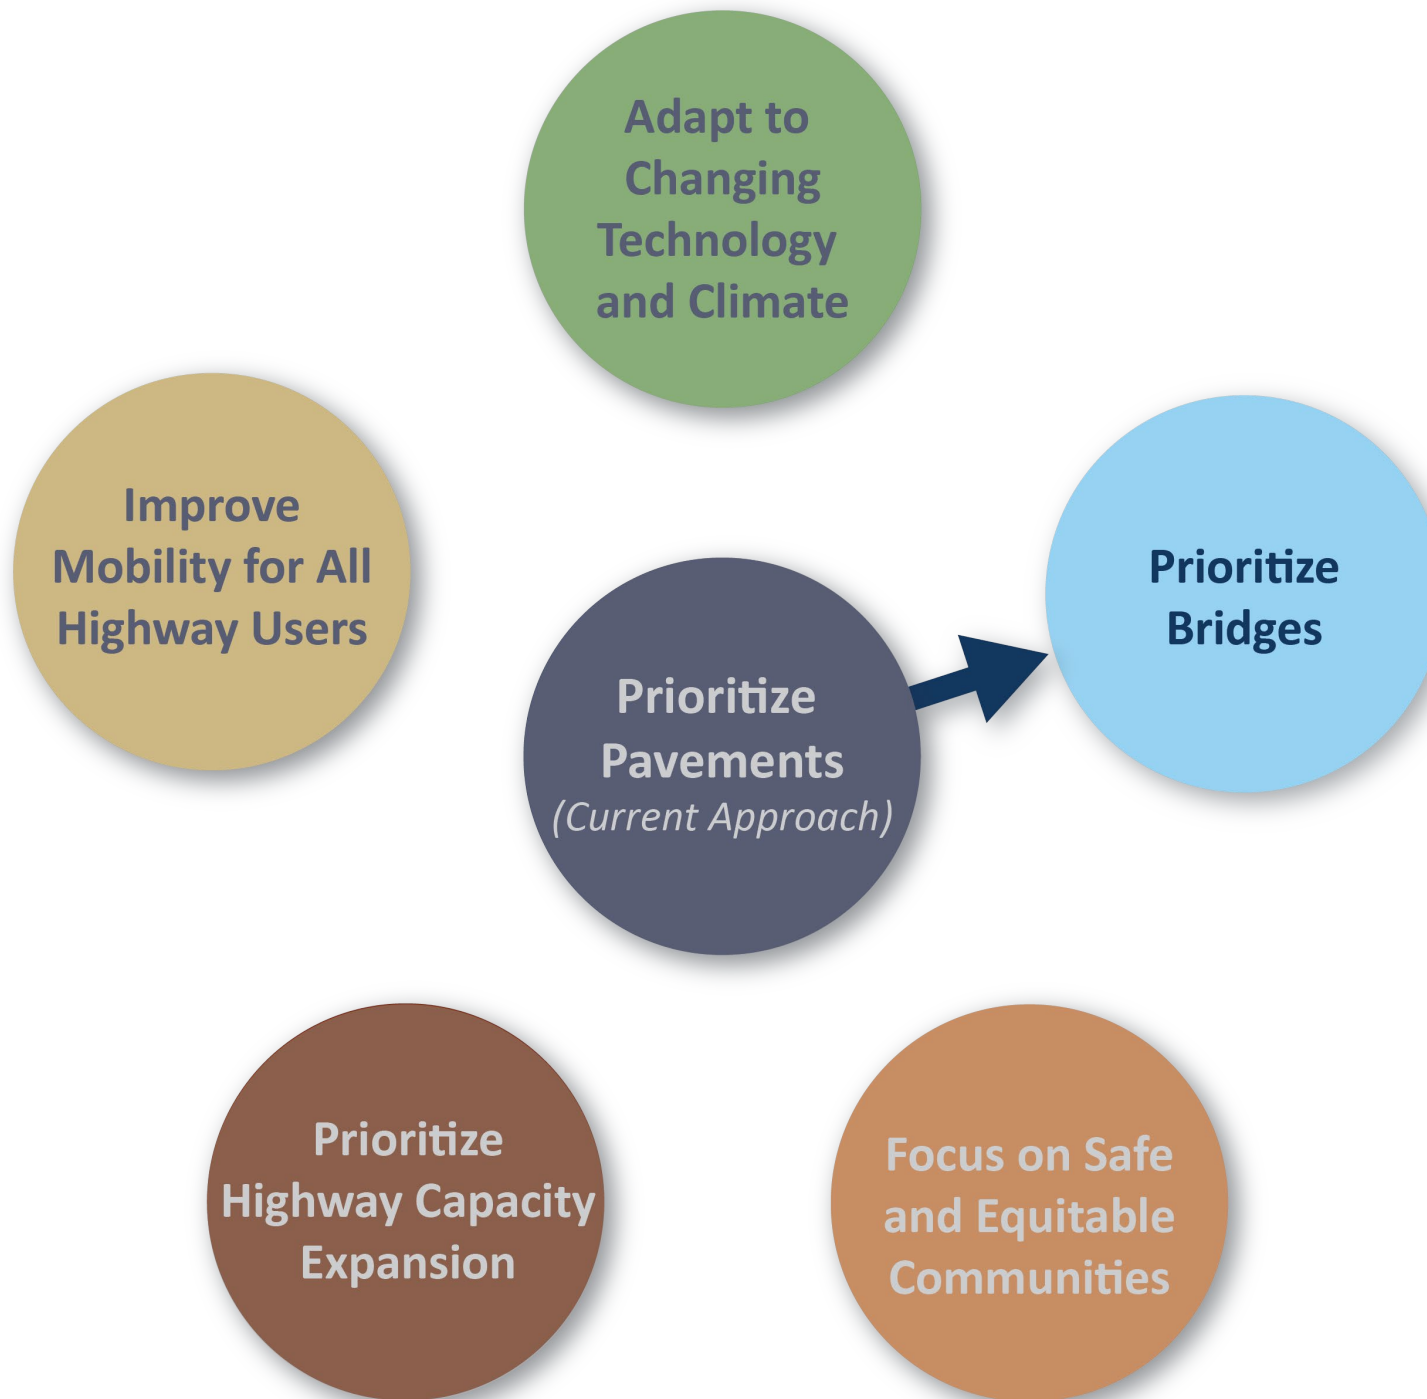 Adapt to
Changing
Technology
and Climate
Improve
Mobility for All
Highway Users
Prioritize
Bridges
Prioritize
Pavements
(Current Approach)
Prioritize
Highway Capacity
Expansion
Focus on Safe
and Equitable
Communities